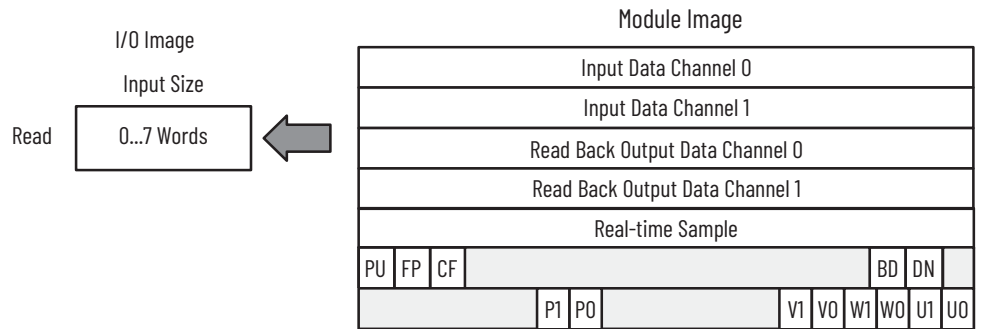 Module Image
I/O Image
Input Size
Read
0...7 Words
Input Data Channel 0
Input Data Channel 1
Read Back Output Data Channel 0
Read Back Output Data Channel 1
Real-time Sample
PU FP CF BD DN
P1 P0 V1 V0 W1 W0 U1 U0